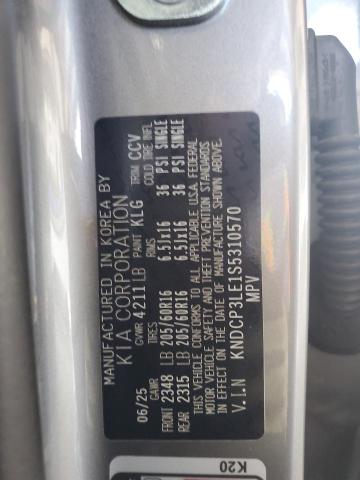 MANUFACTURED IN KOREA BY
KIA CORPORATION
06/25 GVWR 4211LB PAINT KLG TRIM CCV
GAWR TIRES RIMS COLD TIRE INFL
FRONT 2348 LB 205/60R16 6.5Jx16 36 PSI SINGLE
REAR 2315 LB 205/60R16 6.5Jx16 36 PSI SINGLE
THIS VEHICLE CONFORMS TO ALL APPLICABLE U.S.A. FEDERAL
MOTOR VEHICLE SAFETY AND THEFT PREVENTION STANDARDS
IN EFFECT ON THE DATE OF MANUFACTURE SHOWN ABOVE.
V.I.N KNDCP3LE1S5310570
MPV
K20